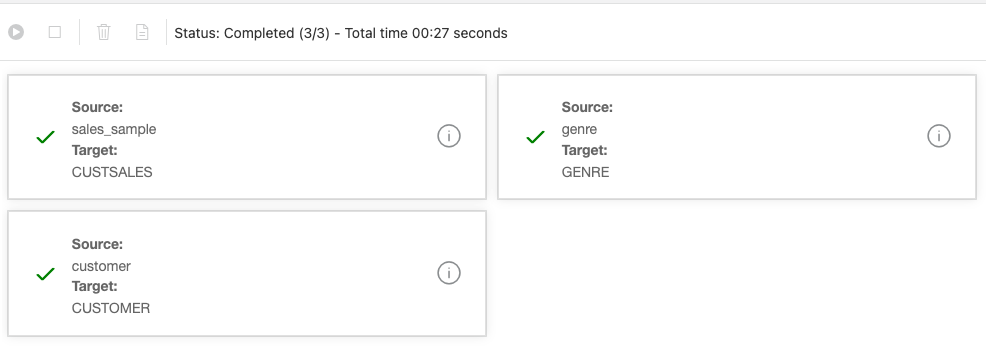 Status: Completed (3/3) - Total time 00:27 seconds
Source:
sales_sample
Target:
CUSTSALES
Source:
genre
Target:
GENRE
Source:
customer
Target:
CUSTOMER